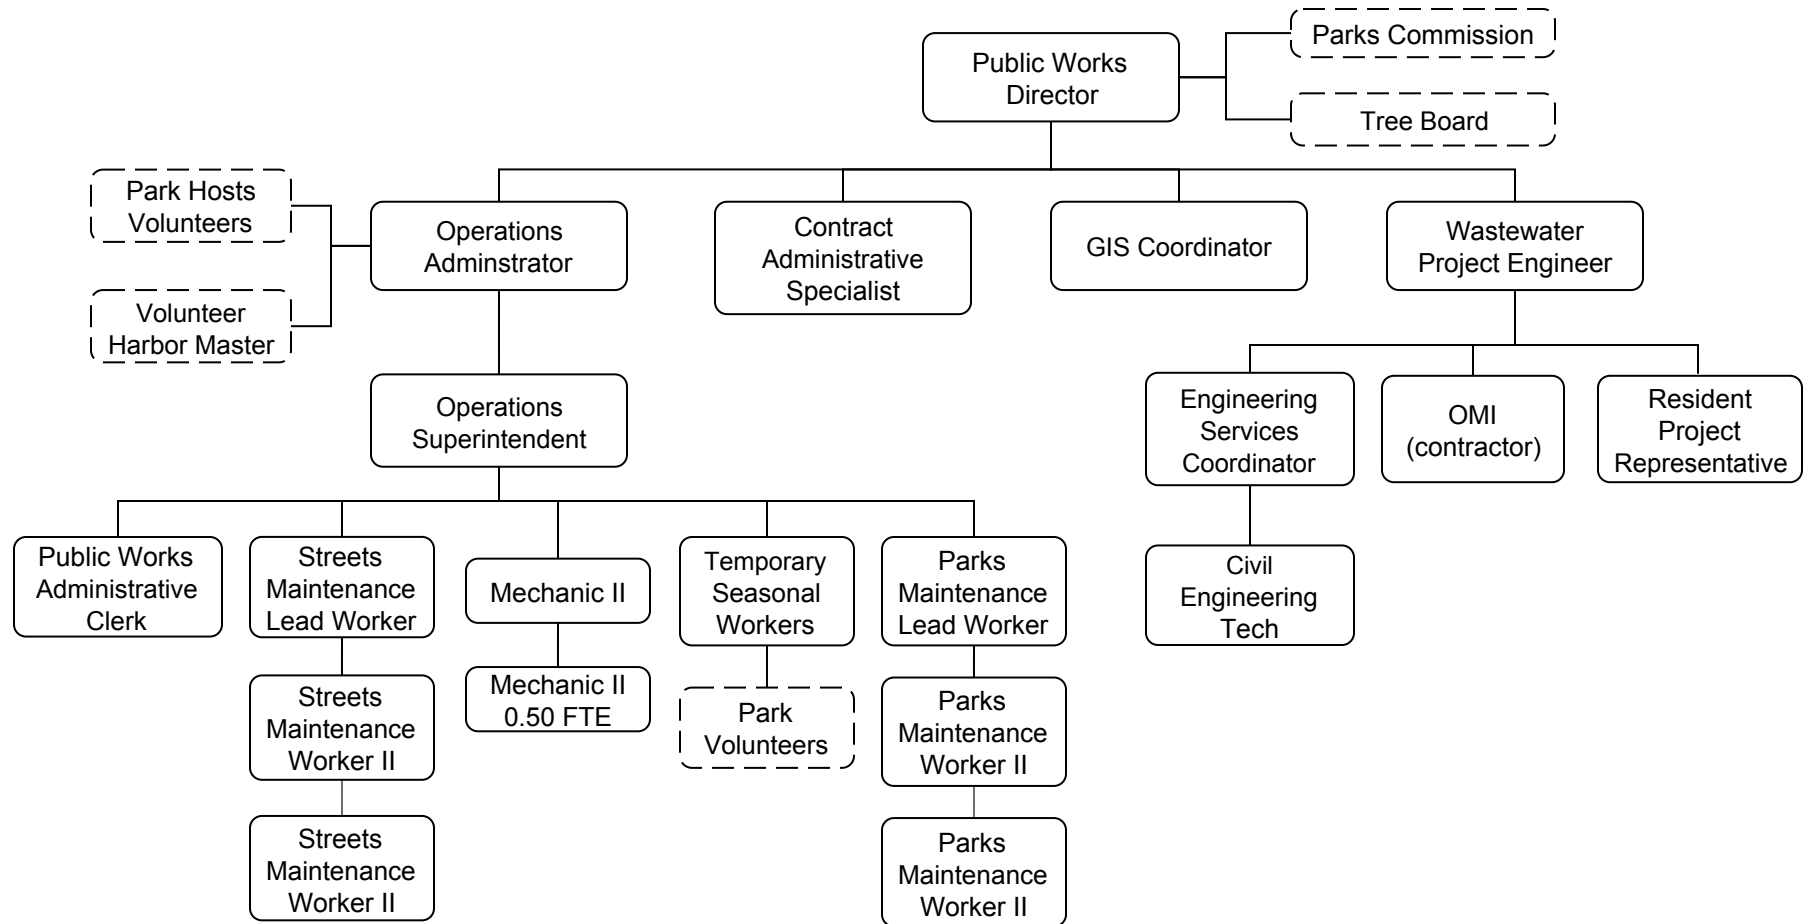 Parks Commission
Public Works
Director
Tree Board
Park Hosts
Volunteers
Operations
Adminstrator
Contract
Administrative
Specialist
GIS Coordinator
Wastewater
Project Engineer
Volunteer
Harbor Master
Operations
Superintendent
Engineering
Services
Coordinator
OMI
(contractor)
Resident
Project
Representative
Public Works
Administrative
Clerk
Streets
Maintenance
Lead Worker
Mechanic II
Temporary
Seasonal
Workers
Parks
Maintenance
Lead Worker
Civil
Engineering
Tech
Streets
Maintenance
Worker II
Mechanic II
0.50 FTE
Park
Volunteers
Parks
Maintenance
Worker II
Streets
Maintenance
Worker II
Parks
Maintenance
Worker II